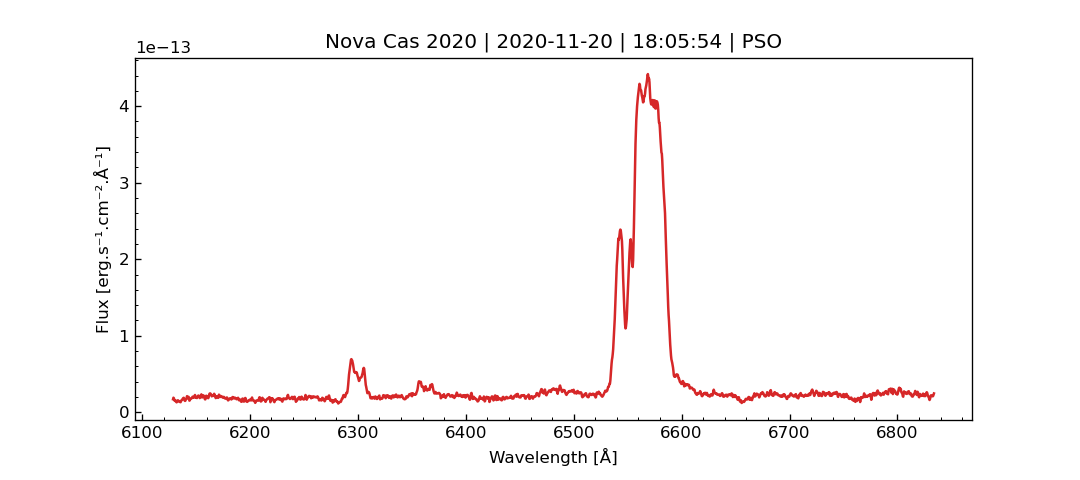 Nova Cas 2020 | 2020-11-20 | 18:05:54 | PSO
1e−13
4
3
2
1
0
Flux [erg.s⁻¹.cm⁻².Å⁻¹]
6100 6200 6300 6400 6500 6600 6700 6800
Wavelength [Å]